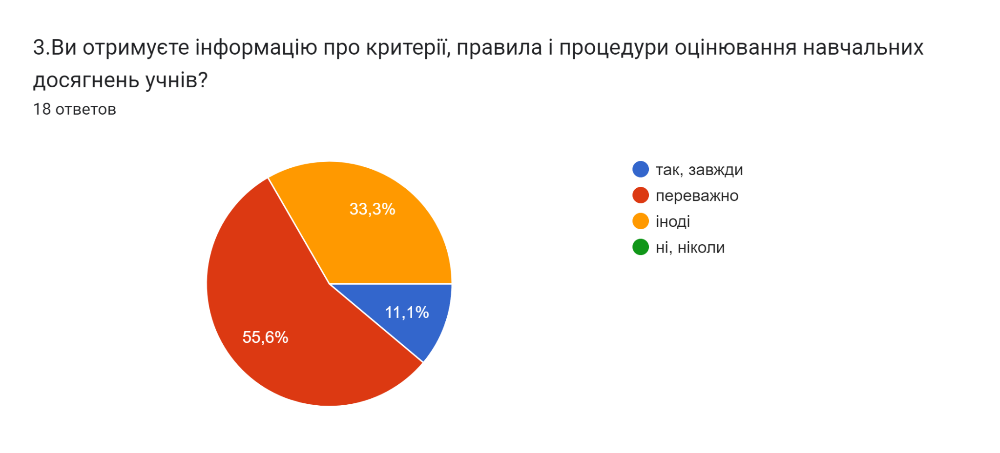 3.Ви отримуєте інформацію про критерії, правила і процедури оцінювання навчальних
досягнень учнів?
18 ответов
так, завжди
переважно
іноді
ні, ніколи
33,3%
11,1%
55,6%